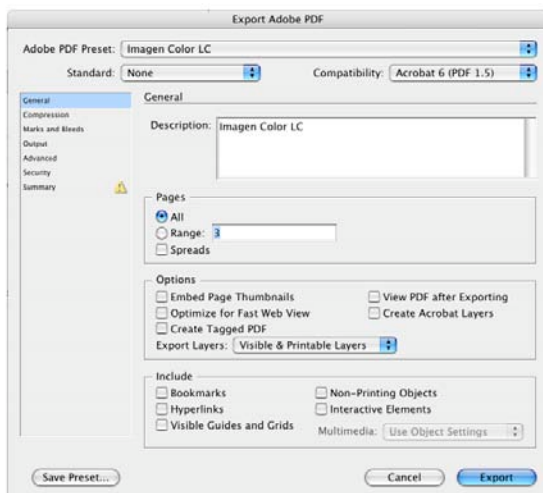 Export Adobe PDF
Adobe PDF Preset: Imagen Color LC
Standard: None Compatibility: Acrobat 6 (PDF 1.5)
General
Compression
Marks and Bleeds
Output
Advanced
Security
Summary
General
Description: Imagen Color LC
Pages
All
Range: 3
Spreads
Options
Embed Page Thumbnails View PDF after Exporting
Optimize for Fast Web View Create Acrobat Layers
Create Tagged PDF
Export Layers: Visible & Printable Layers
Include
Bookmarks Non-Printing Objects
Hyperlinks Interactive Elements
Visible Guides and Grids Multimedia: Use Object Settings
Save Preset... Cancel Export